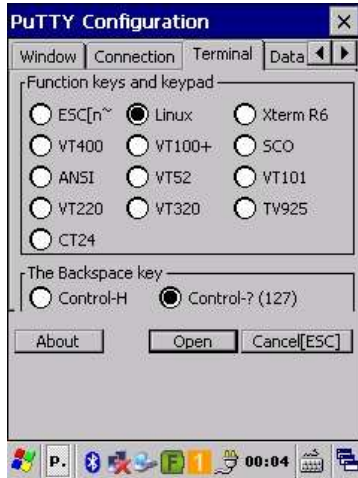 PuTTY Configuration
Window Connection Terminal Data
Function keys and keypad
ESC[n~ Linux Xterm R6
VT400 VT100+ SCO
ANSI VT52 VT101
VT220 VT320 TV925
CT24
The Backspace key
Control-H Control-? (127)
About Open Cancel[ESC]
P. F 1 00:04